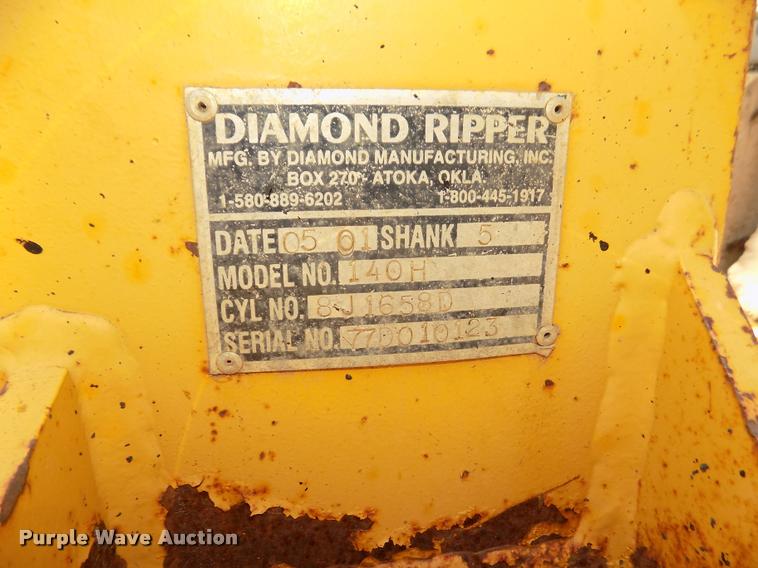 DIAMOND RIPPER
MFG. BY DIAMOND MANUFACTURING, INC.
BOX 270 - ATOKA, OKLA.
1-580-889-6202 1-800-445-1917
DATE 05 01 SHANK 5
MODEL NO. 140H
CYL NO. 8J1658D
SERIAL NO. 77D010123
Purple Wave Auction